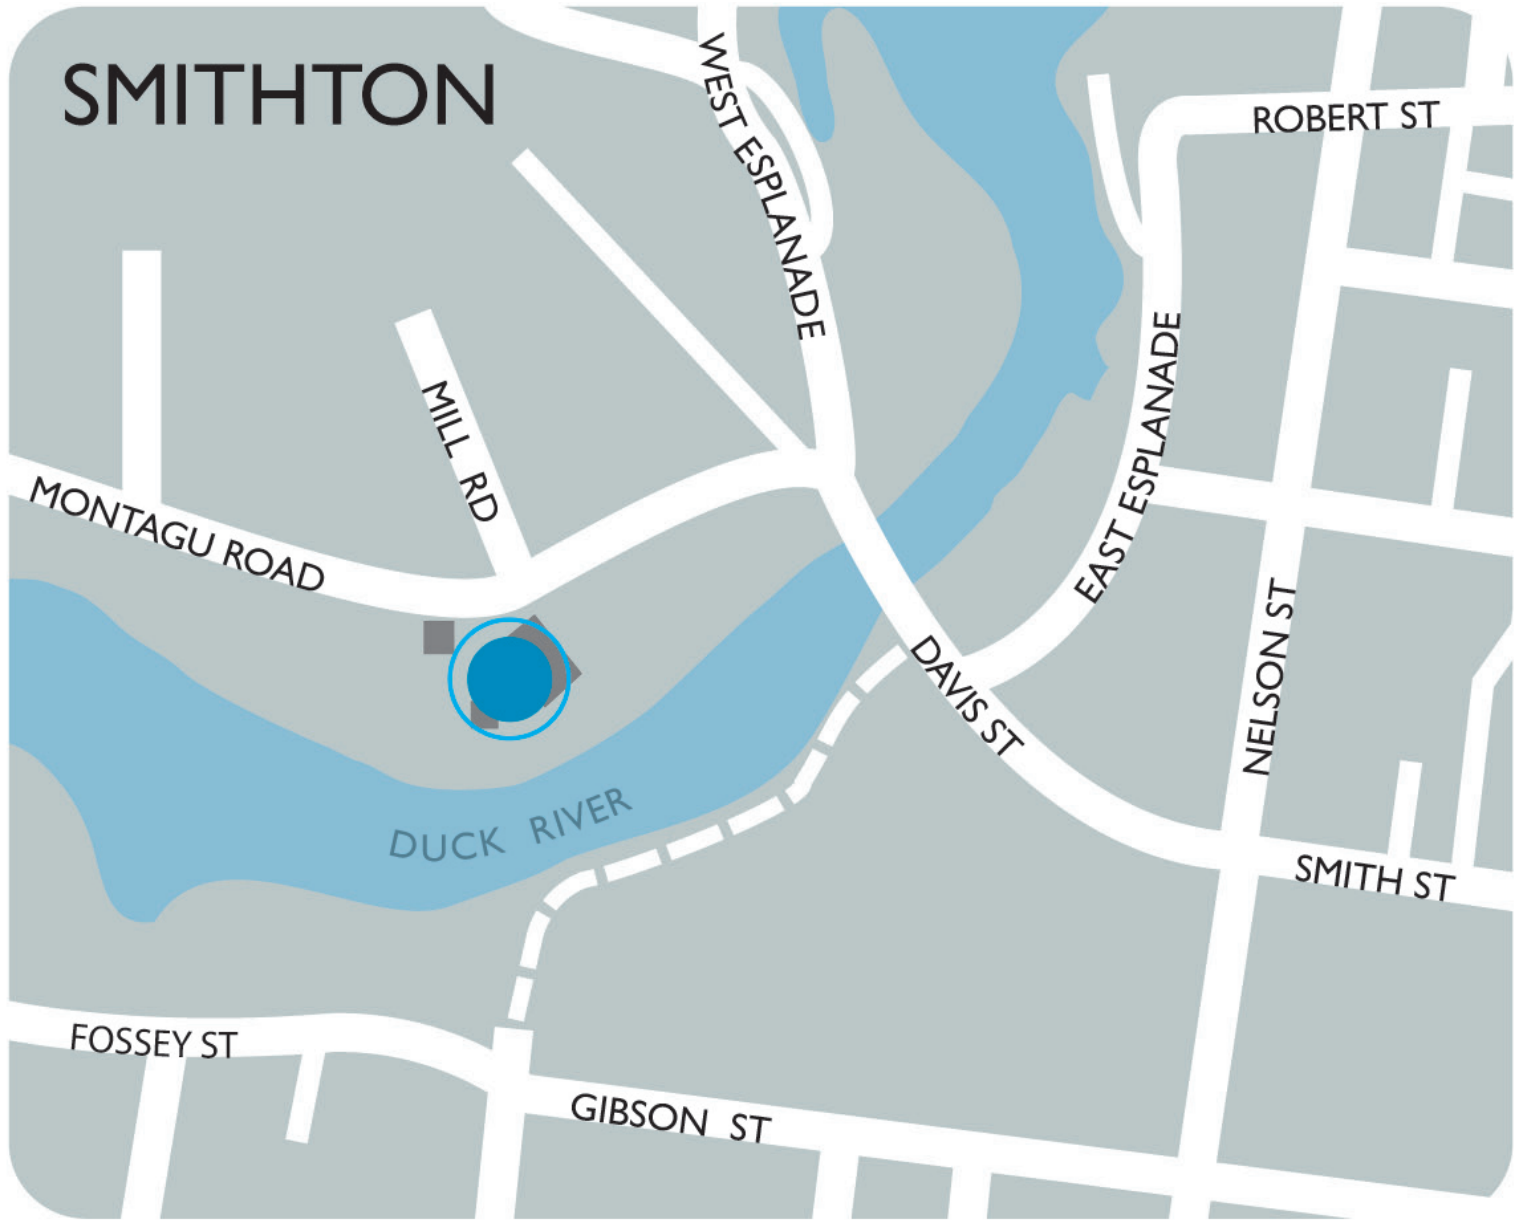 SMITHTON
WEST ESPLANADE
ROBERT ST
MILL RD
EAST ESPLANADE
MONTAGU ROAD
NELSON ST
DAVIS ST
DUCK RIVER
SMITH ST
FOSSEY ST
GIBSON ST